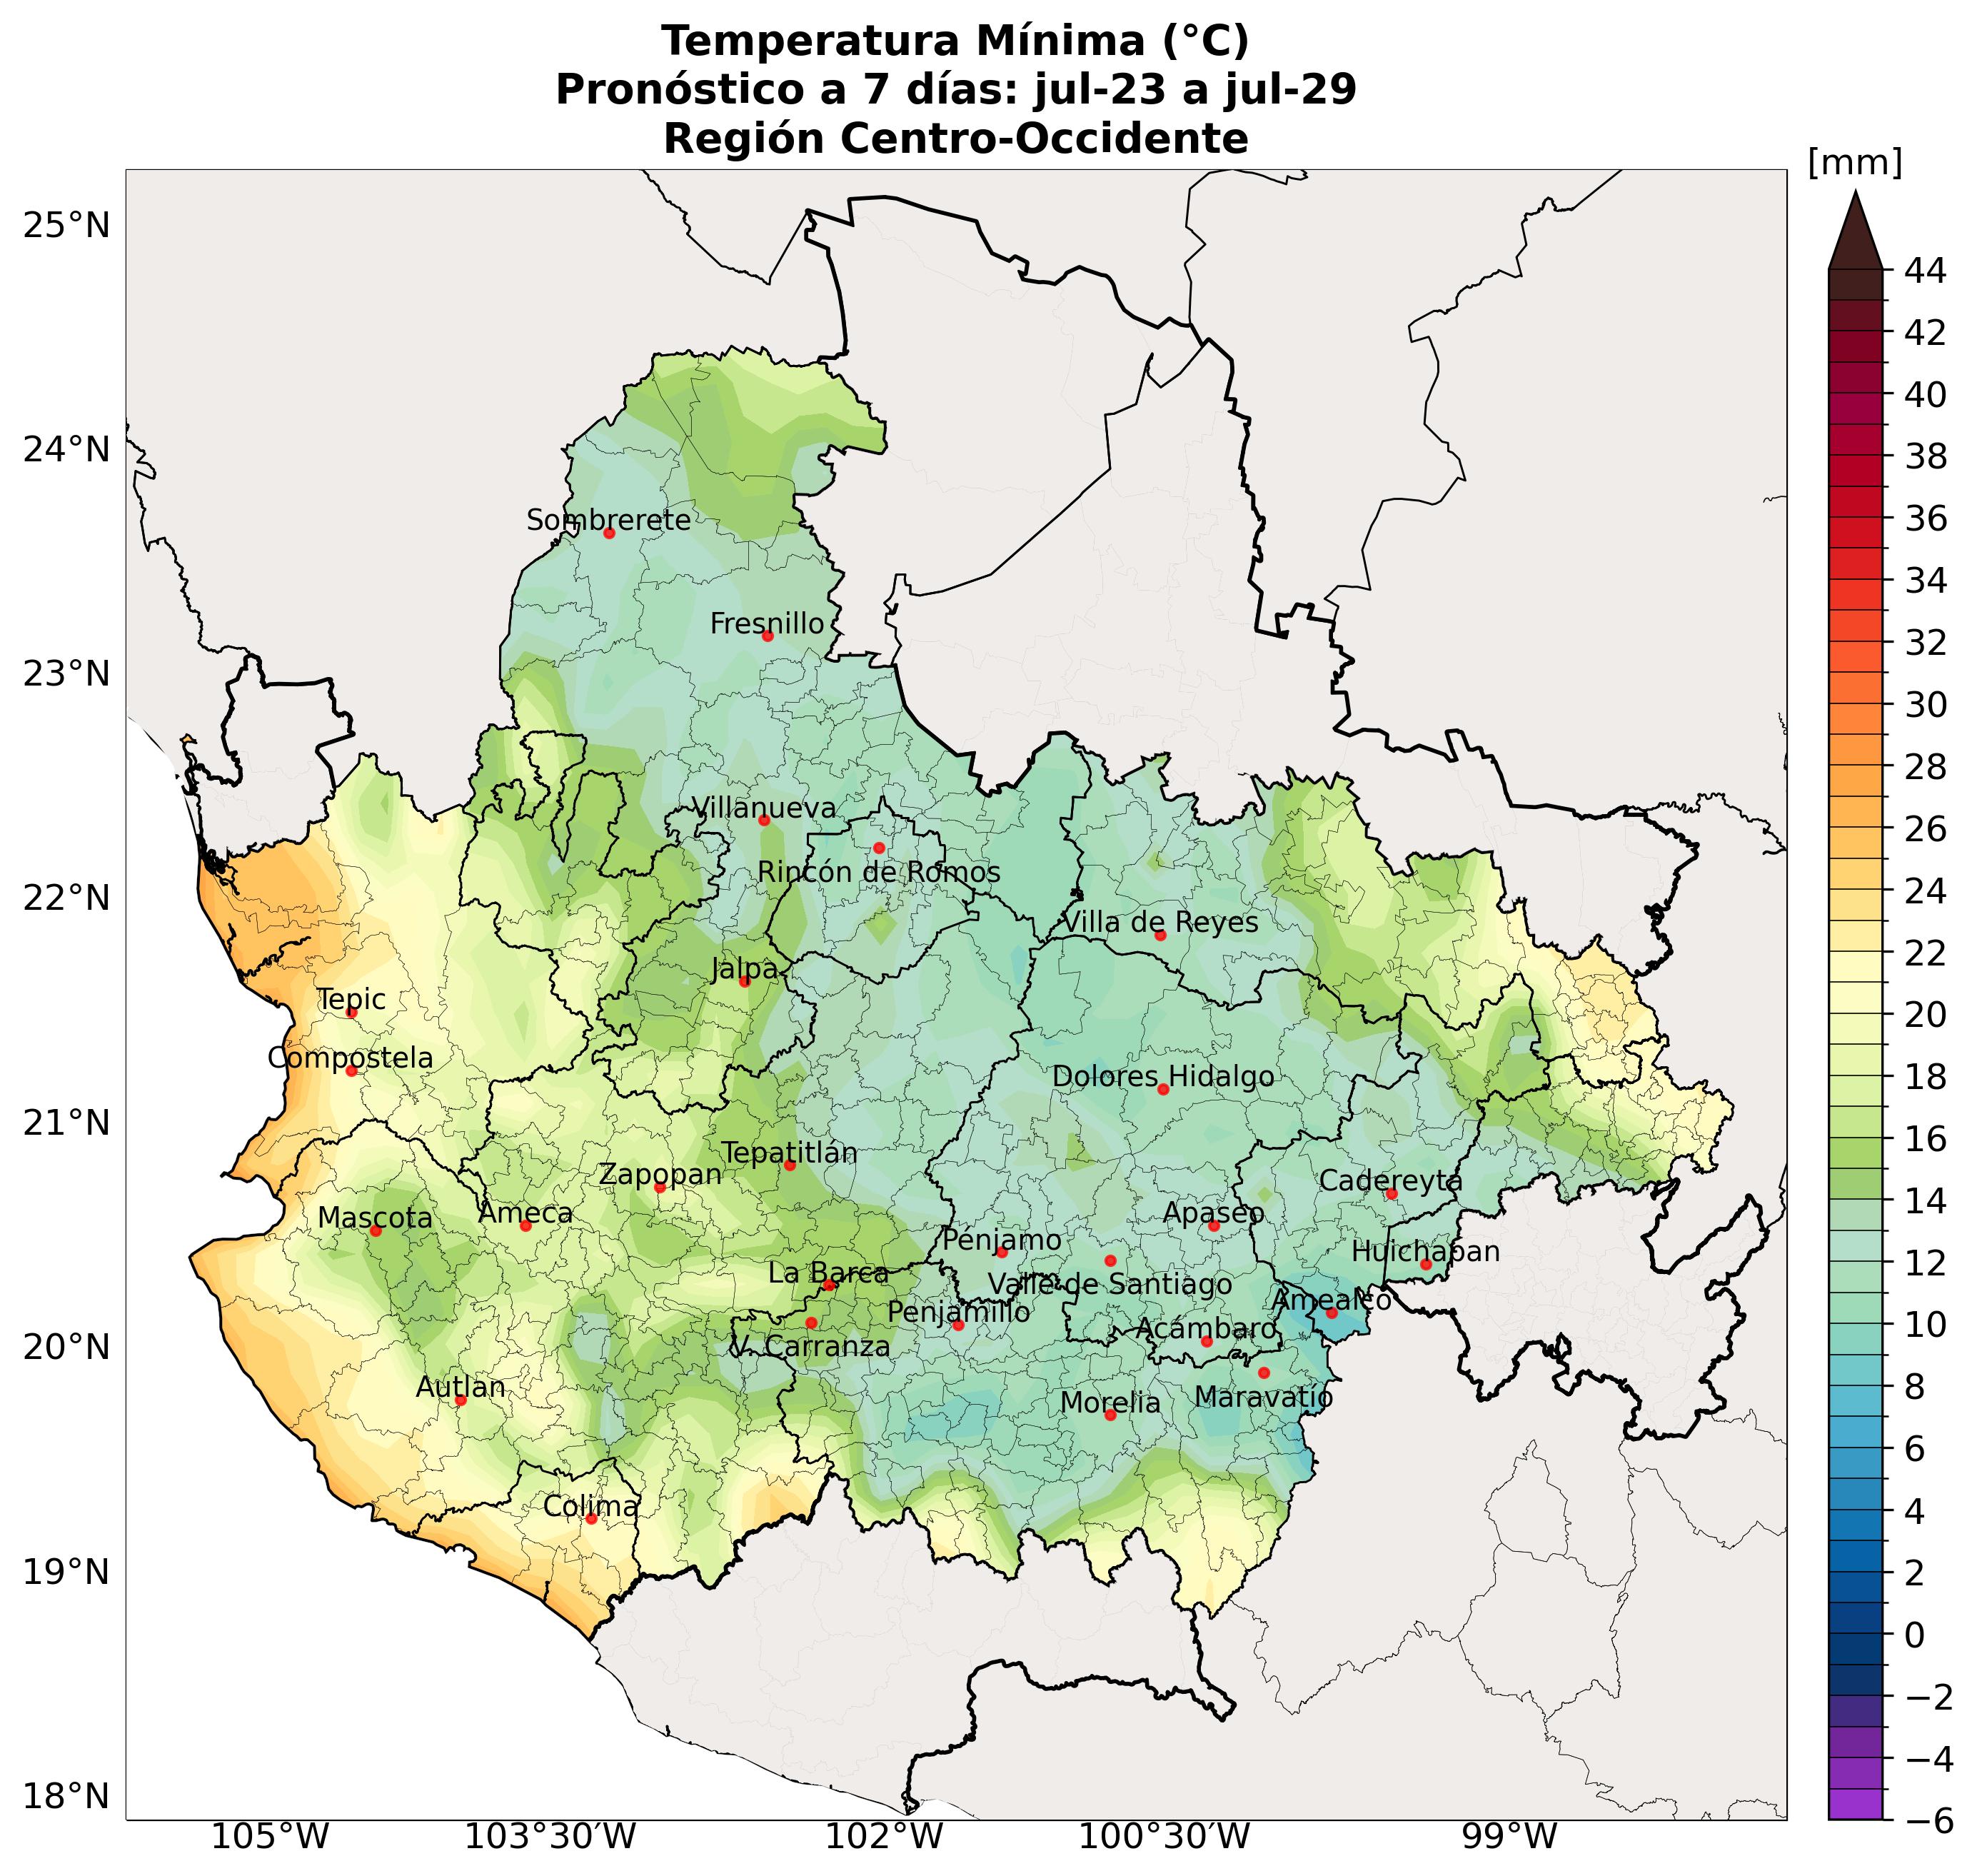 Temperatura Mínima (°C)
Pronóstico a 7 días: jul-23 a jul-29
Región Centro-Occidente
[mm]
25°N
24°N
23°N
22°N
21°N
20°N
19°N
18°N
Sombrerete
Fresnillo
Villanueva
Rincón de Romos
Villa de Reyes
Jalpa
Tepic
Compostela
Dolores Hidalgo
Tepatitlán
Zapopan
Cadereyta
Mascota
Ameca
Apaseo
Pénjamo
Huichapan
La Barca
Valle de Santiago
Amealco
Penjamillo
Acámbaro
V. Carranza
Autlan
Morelia
Maravatío
Colima
105°W
103°30′W
102°W
100°30′W
99°W
44
42
40
38
36
34
32
30
28
26
24
22
20
18
16
14
12
10
8
6
4
2
0
−2
−4
−6